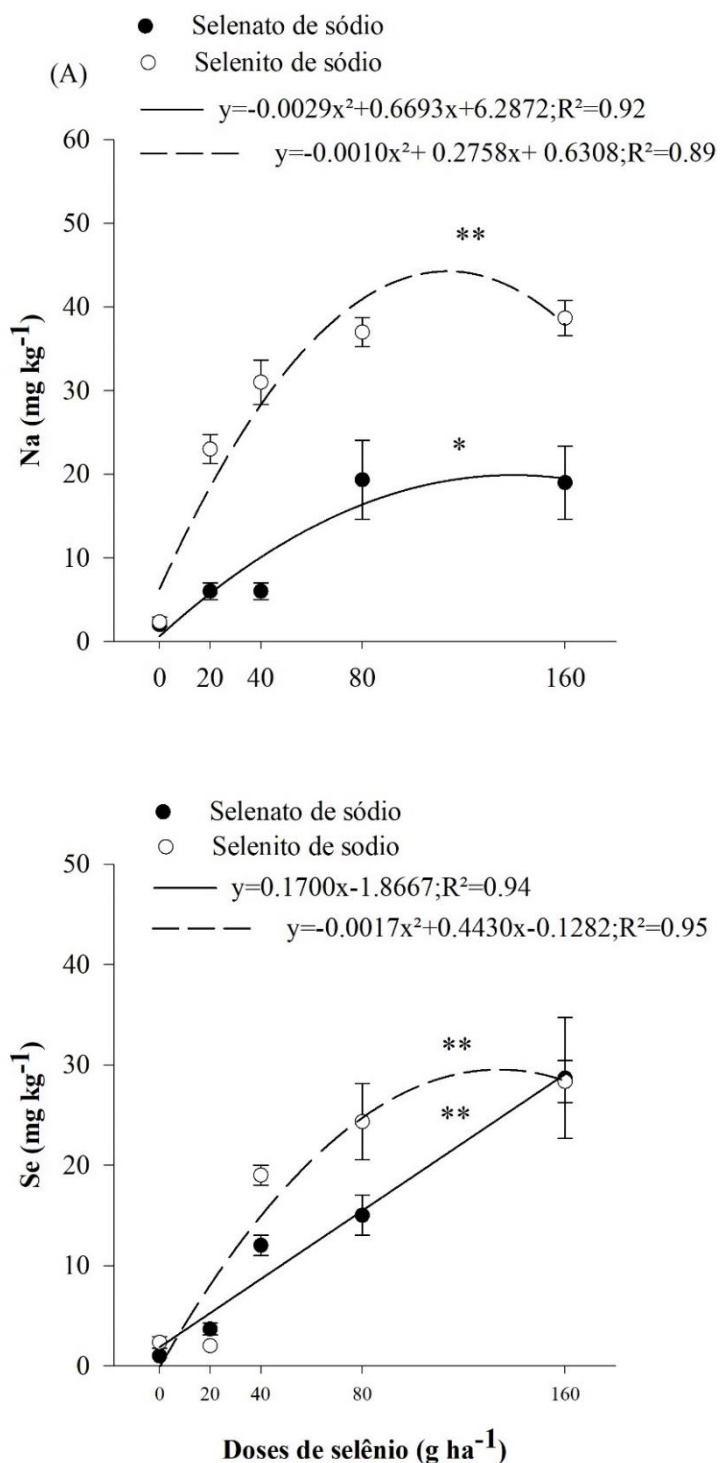 Selenato de sódio
(A) Selenito de sódio
y=-0.0029x²+0.6693x+6.2872;R²=0.92
y=-0.0010x²+ 0.2758x+ 0.6308;R²=0.89
60
50
40
30
20
10
0
Na (mg kg-1)
**
*
0 20 40 80 160
Selenato de sódio
Selenito de sodio
y=0.1700x-1.8667;R²=0.94
y=-0.0017x²+0.4430x-0.1282;R²=0.95
50
40
30
20
10
0
Se (mg kg-1)
**
**
0 20 40 80 160
Doses de selênio (g ha-1)